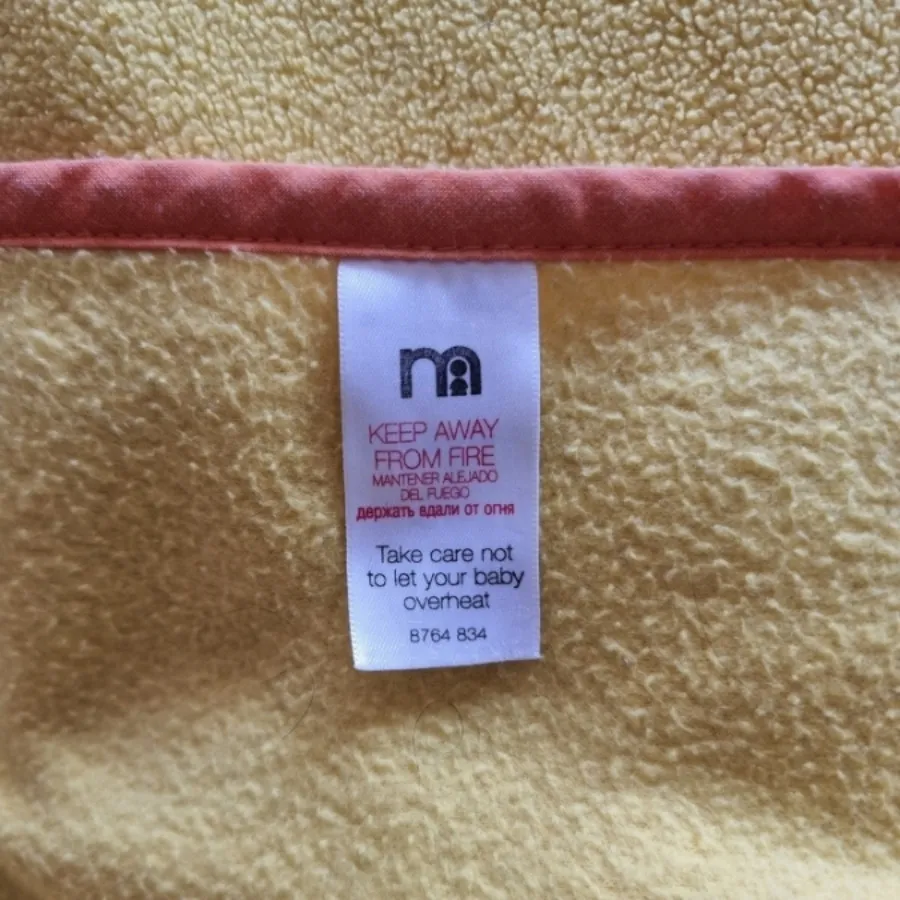 m
KEEP AWAY
FROM FIRE
MANTENER ALEJADO
DEL FUEGO
держать вдали от огня
Take care not
to let your baby
overheat
8764 834